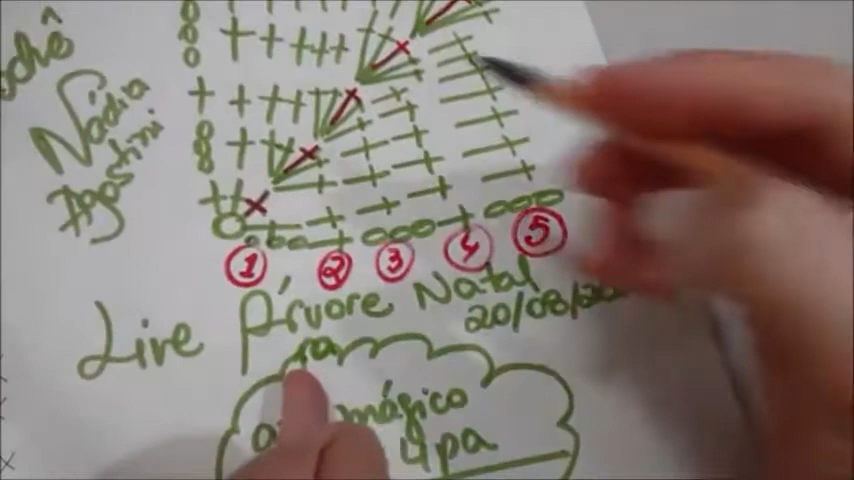 Nádia
Agostini
1 2 3 4 5
Live Árvore Natal
20/08/20
mágico
4pa